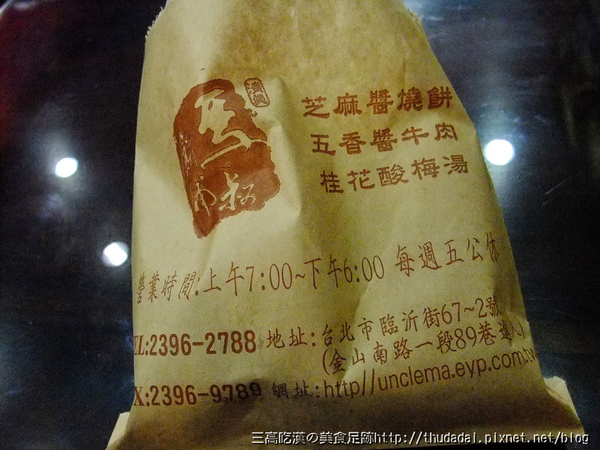 芝麻醬燒餅
五香醬牛肉
桂花酸梅湯
營業時間:上午7:00~下午6:00 每週五公休
EL:2396-2788 地址:台北市臨沂街67~2號
(金山南路一段89巷進入)
X:2396-9789 網址:http//unclema.eyp.com.tw
三高吃漢の美食足跡http://thudadai.pixnet.net/blog